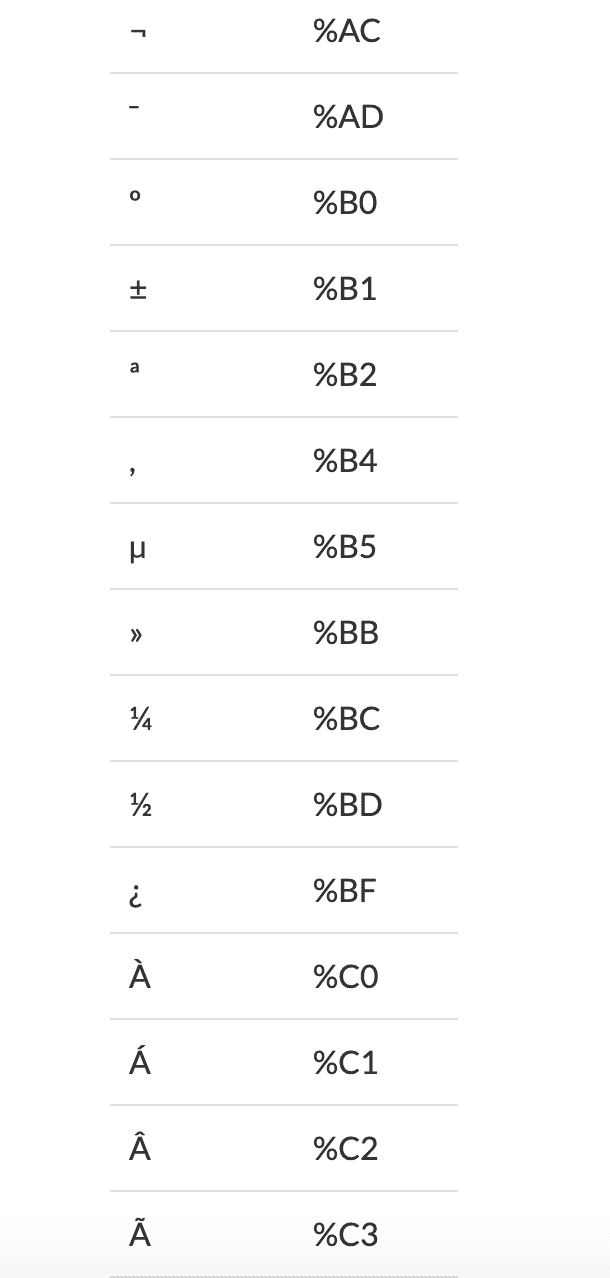 ¬ %AC
¯ %AD
º %B0
± %B1
ª %B2
, %B4
µ %B5
» %BB
¼ %BC
½ %BD
¿ %BF
À %C0
Á %C1
Â %C2
Ã %C3